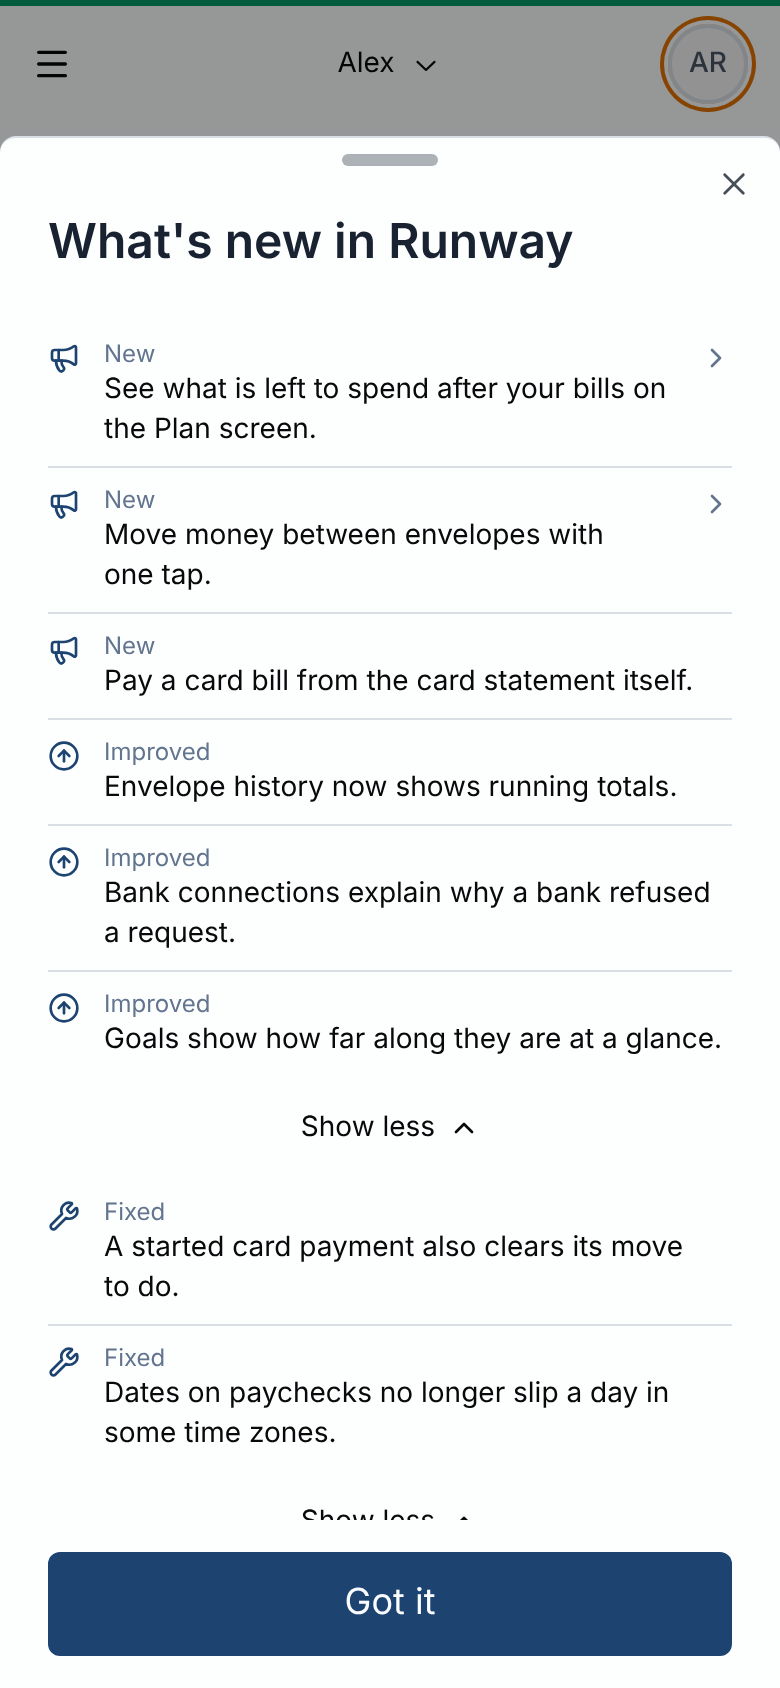 Alex
AR
What's new in Runway
New
See what is left to spend after your bills on
the Plan screen.
New
Move money between envelopes with
one tap.
New
Pay a card bill from the card statement itself.
Improved
Envelope history now shows running totals.
Improved
Bank connections explain why a bank refused
a request.
Improved
Goals show how far along they are at a glance.
Show less
Fixed
A started card payment also clears its move
to do.
Fixed
Dates on paychecks no longer slip a day in
some time zones.
Show less
Got it